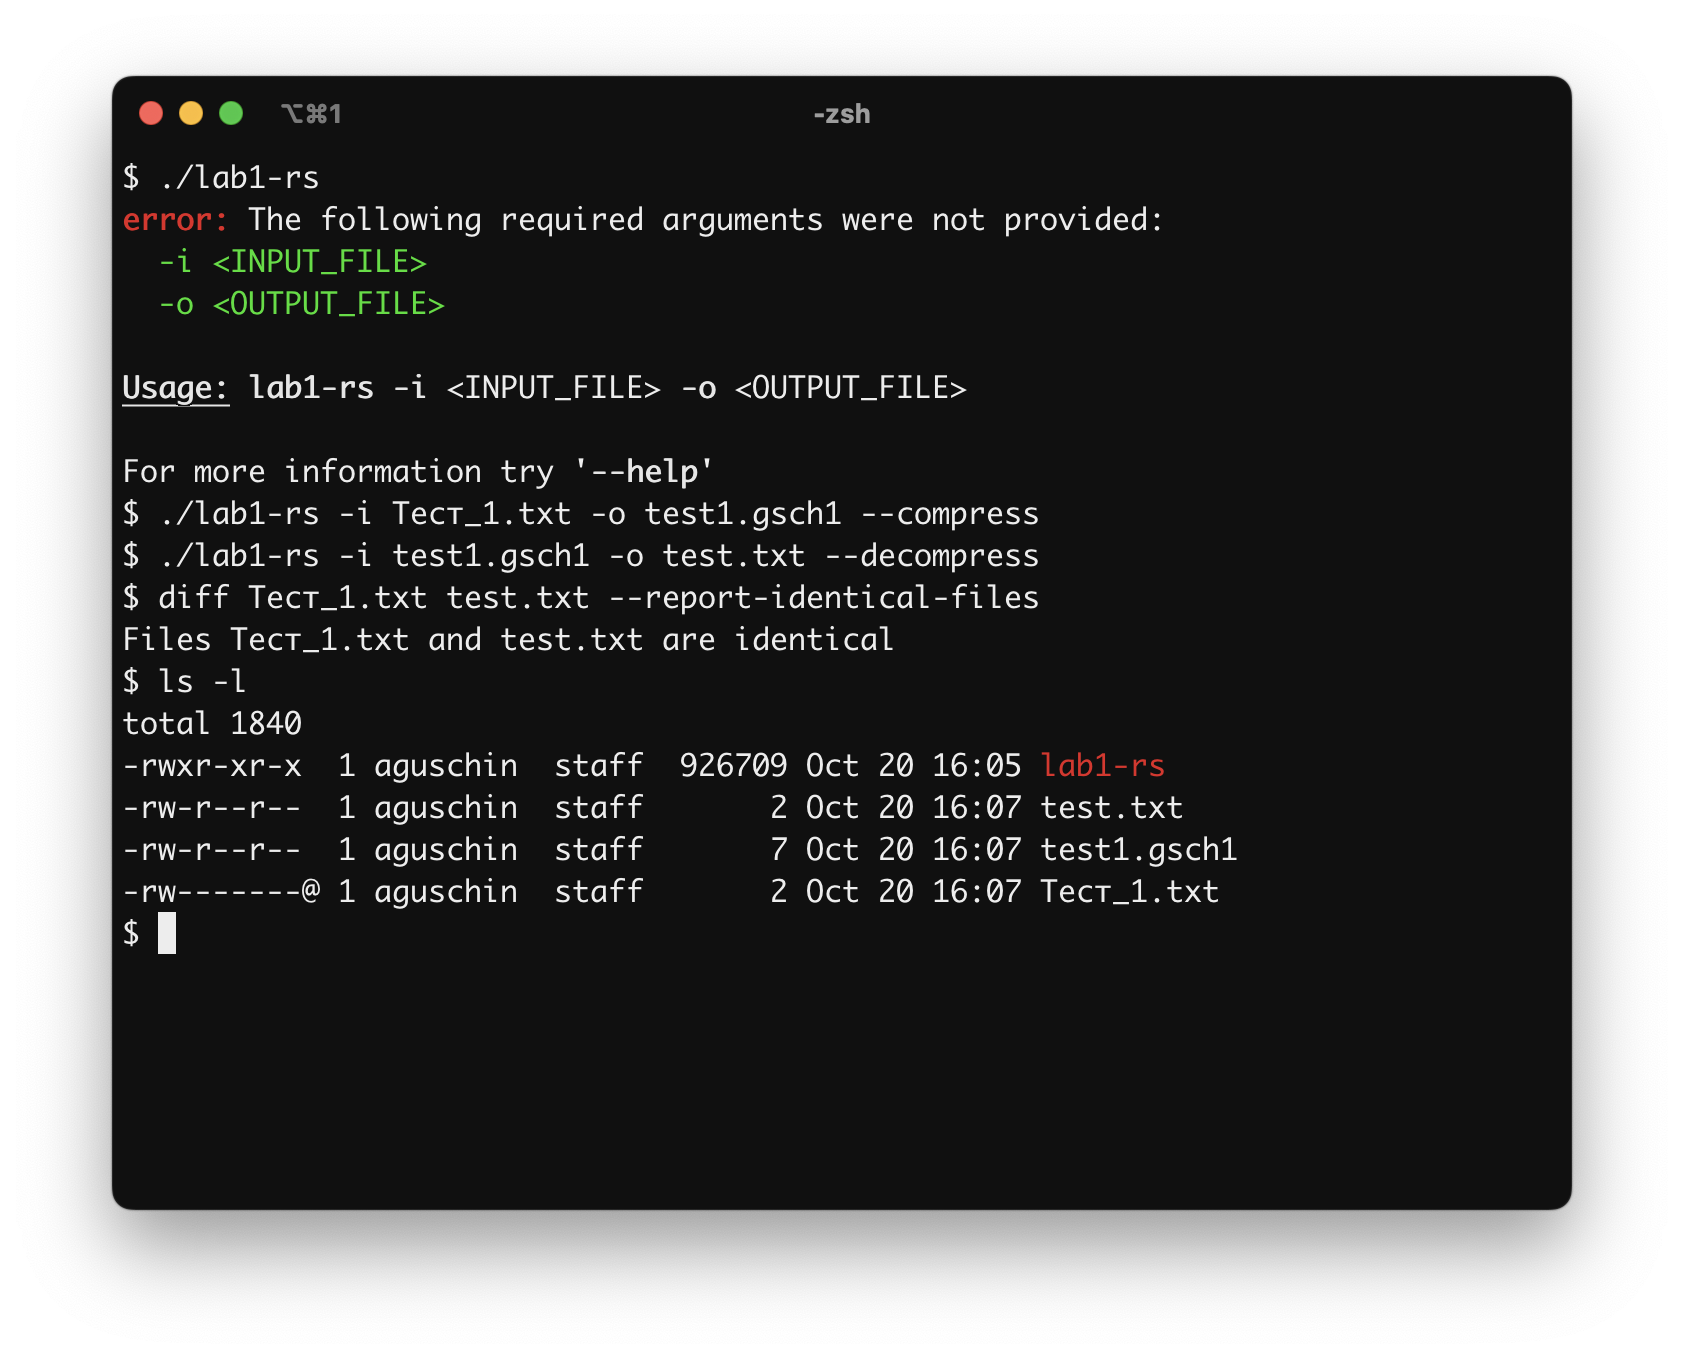 ⌥⌘1 -zsh
$ ./lab1-rs
error: The following required arguments were not provided:
  -i <INPUT_FILE>
  -o <OUTPUT_FILE>
Usage: lab1-rs -i <INPUT_FILE> -o <OUTPUT_FILE>
For more information try '--help'
$ ./lab1-rs -i Тест_1.txt -o test1.gsch1 --compress
$ ./lab1-rs -i test1.gsch1 -o test.txt --decompress
$ diff Тест_1.txt test.txt --report-identical-files
Files Тест_1.txt and test.txt are identical
$ ls -l
total 1840
-rwxr-xr-x  1 aguschin  staff  926709 Oct 20 16:05 lab1-rs
-rw-r--r--  1 aguschin  staff       2 Oct 20 16:07 test.txt
-rw-r--r--  1 aguschin  staff       7 Oct 20 16:07 test1.gsch1
-rw-------@ 1 aguschin  staff       2 Oct 20 16:07 Тест_1.txt
$